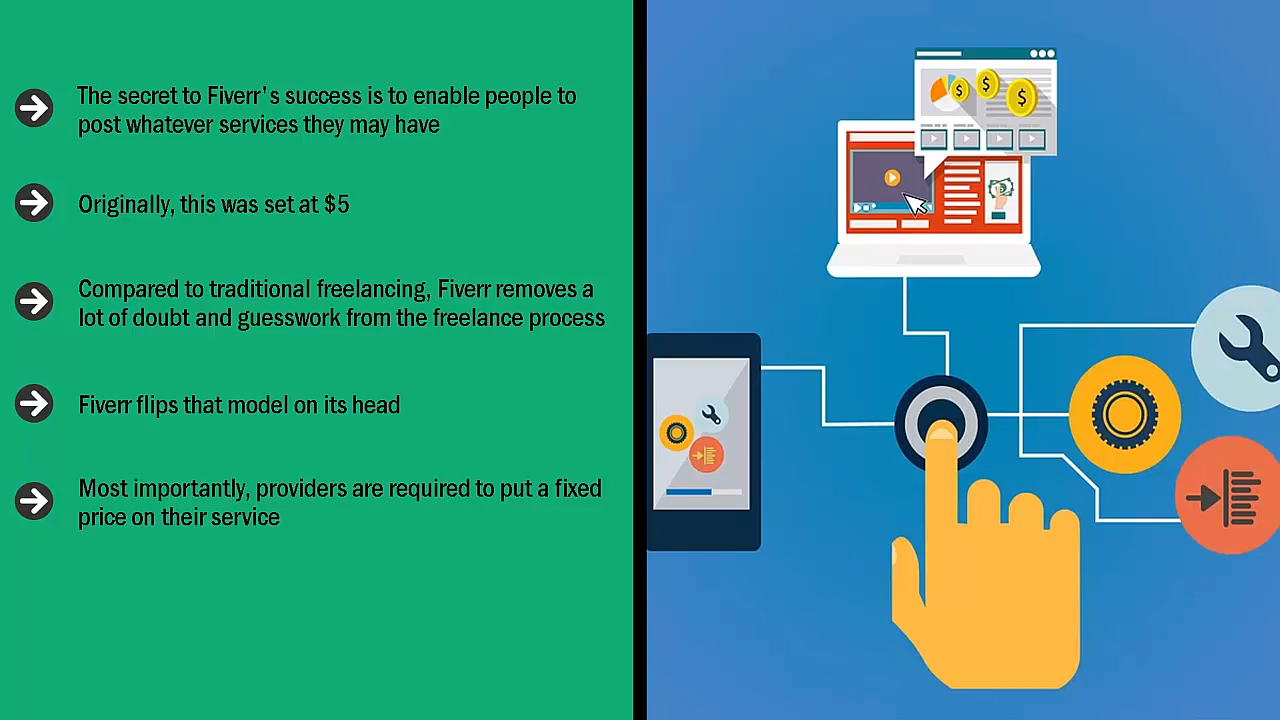 The secret to Fiverr's success is to enable people to
post whatever services they may have
Originally, this was set at $5
Compared to traditional freelancing, Fiverr removes a
lot of doubt and guesswork from the freelance process
Fiverr flips that model on its head
Most importantly, providers are required to put a fixed
price on their service
$ $ $